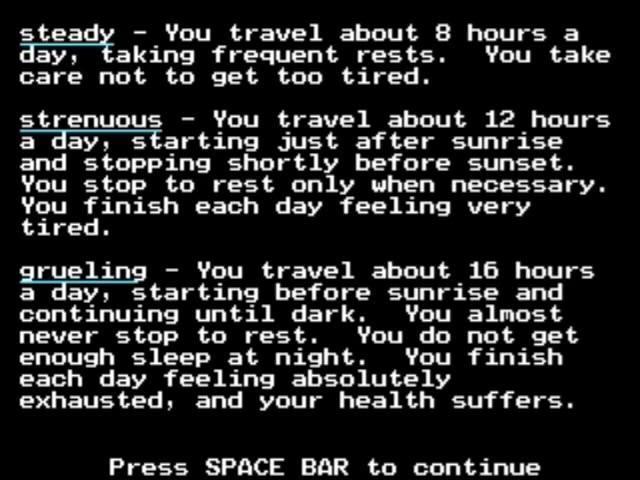 steady - You travel about 8 hours a
day, taking frequent rests.  You take
care not to get too tired.
strenuous - You travel about 12 hours
a day, starting just after sunrise
and stopping shortly before sunset.
You stop to rest only when necessary.
You finish each day feeling very
tired.
grueling - You travel about 16 hours
a day, starting before sunrise and
continuing until dark.  You almost
never stop to rest.  You do not get
enough sleep at night.  You finish
each day feeling absolutely
exhausted, and your health suffers.
Press SPACE BAR to continue